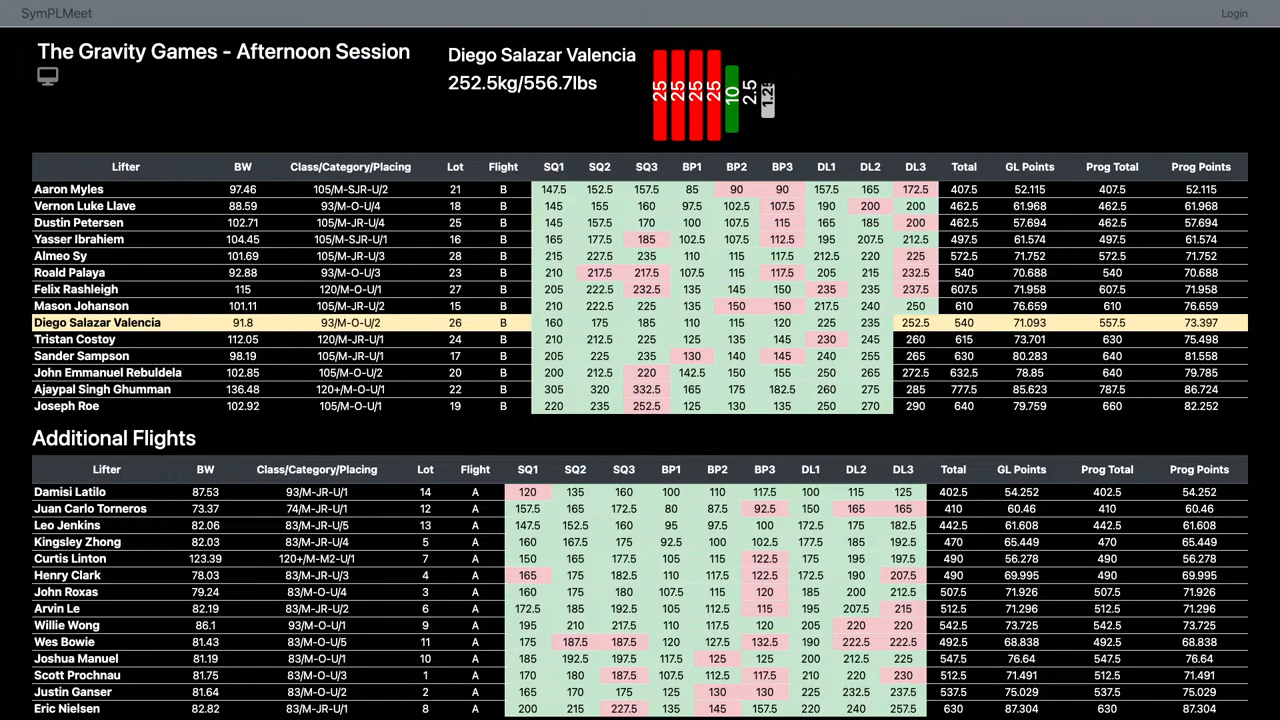 SymPLMeet Login
The Gravity Games - Afternoon Session
Diego Salazar Valencia
252.5kg/556.7lbs
25 25 25 25 10 2.5
Lifter BW Class/Category/Placing Lot Flight SQ1 SQ2 SQ3 BP1 BP2 BP3 DL1 DL2 DL3 Total GL Points Prog Total Prog Points
Aaron Myles 97.46 105/M-SJR-U/2 21 B 147.5 152.5 157.5 85 90 90 157.5 165 172.5 407.5 52.115 407.5 52.115
Vernon Luke Llave 88.59 93/M-O-U/4 18 B 145 155 160 97.5 102.5 107.5 190 200 200 462.5 61.968 462.5 61.968
Dustin Petersen 102.71 105/M-JR-U/4 25 B 145 157.5 170 100 107.5 115 165 185 200 462.5 57.694 462.5 57.694
Yasser Ibrahiem 104.45 105/M-SJR-U/1 16 B 165 177.5 185 102.5 107.5 112.5 195 207.5 212.5 497.5 61.574 497.5 61.574
Almeo Sy 101.69 105/M-JR-U/3 28 B 215 227.5 235 110 115 117.5 212.5 220 225 572.5 71.752 572.5 71.752
Roald Palaya 92.88 93/M-O-U/3 23 B 210 217.5 217.5 107.5 115 117.5 205 215 232.5 540 70.688 540 70.688
Felix Rashleigh 115 120/M-O-U/1 27 B 205 222.5 232.5 135 145 150 235 235 237.5 607.5 71.958 607.5 71.958
Mason Johanson 101.11 105/M-JR-U/2 15 B 210 222.5 225 135 150 150 217.5 240 250 610 76.659 610 76.659
Diego Salazar Valencia 91.8 93/M-O-U/2 26 B 160 175 185 110 115 120 225 235 252.5 540 71.093 557.5 73.397
Tristan Costoy 112.05 120/M-JR-U/1 24 B 210 212.5 225 125 135 145 230 230 245 260 615 73.701 630 75.498
Sander Sampson 98.19 105/M-JR-U/1 17 B 205 225 235 130 140 145 240 255 265 630 80.283 640 81.558
John Emmanuel Rebuldela 102.85 105/M-O-U/2 20 B 200 212.5 220 142.5 150 155 250 265 272.5 632.5 78.85 640 79.785
Ajaypal Singh Ghumman 136.48 120+/M-O-U/1 22 B 305 320 332.5 165 175 182.5 260 275 285 777.5 85.623 787.5 86.724
Joseph Roe 102.92 105/M-O-U/1 19 B 220 235 252.5 125 130 135 250 270 290 640 79.759 660 82.252
Additional Flights
Lifter BW Class/Category/Placing Lot Flight SQ1 SQ2 SQ3 BP1 BP2 BP3 DL1 DL2 DL3 Total GL Points Prog Total Prog Points
Damisi Latilo 87.53 93/M-JR-U/1 14 A 120 135 160 100 110 117.5 100 115 125 402.5 54.252 402.5 54.252
Juan Carlo Torneros 73.37 74/M-JR-U/1 12 A 157.5 165 172.5 80 87.5 92.5 150 165 165 410 60.46 410 60.46
Leo Jenkins 82.06 83/M-JR-U/5 13 A 147.5 152.5 160 95 97.5 100 172.5 175 182.5 442.5 61.608 442.5 61.608
Kingsley Zhong 82.03 83/M-JR-U/4 5 A 160 167.5 175 92.5 100 102.5 177.5 185 192.5 470 65.449 470 65.449
Curtis Linton 123.39 120+/M-M2-U/1 7 A 150 165 177.5 105 115 122.5 175 195 197.5 490 56.278 490 56.278
Henry Clark 78.03 83/M-JR-U/3 4 A 165 175 182.5 110 117.5 122.5 172.5 190 207.5 490 69.995 490 69.995
John Roxas 79.24 83/M-O-U/4 3 A 160 175 180 107.5 115 120 185 200 212.5 507.5 71.926 507.5 71.926
Arvin Le 82.19 83/M-JR-U/2 6 A 172.5 185 192.5 105 112.5 115 195 207.5 215 512.5 71.296 512.5 71.296
Willie Wong 86.1 93/M-O-U/1 9 A 195 210 217.5 110 117.5 120 205 220 220 542.5 73.725 542.5 73.725
Wes Bowie 81.43 83/M-O-U/5 11 A 175 187.5 187.5 120 127.5 132.5 190 222.5 222.5 492.5 68.838 492.5 68.838
Joshua Manuel 81.19 83/M-O-U/1 10 A 185 192.5 197.5 117.5 125 125 200 212.5 225 547.5 76.64 547.5 76.64
Scott Prochnau 81.75 83/M-O-U/3 1 A 170 180 187.5 107.5 112.5 117.5 210 220 230 512.5 71.491 512.5 71.491
Justin Ganser 81.64 83/M-O-U/2 2 A 165 170 175 125 130 130 225 232.5 237.5 537.5 75.029 537.5 75.029
Eric Nielsen 82.82 83/M-JR-U/1 8 A 200 215 227.5 135 145 157.5 220 240 257.5 630 87.304 630 87.304